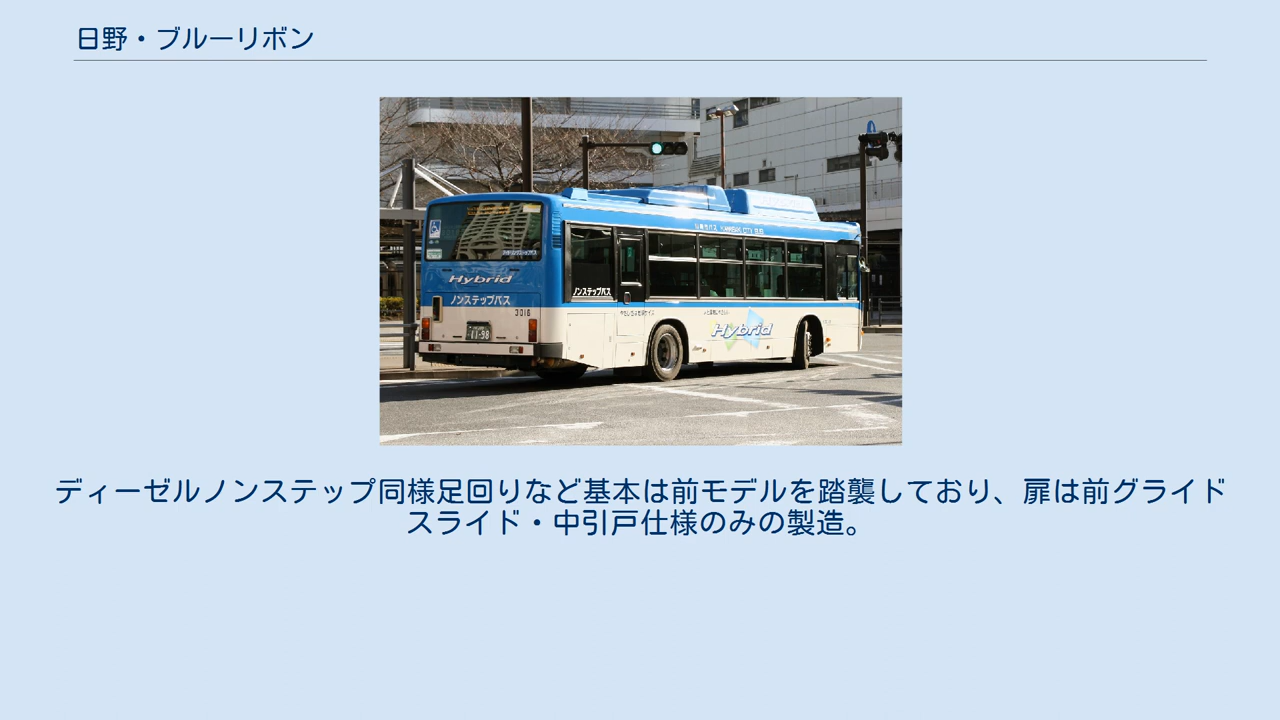 日野・ブルーリボン
Hybrid
ノンステップバス
3016
11-98
ノンステップバス
Hybrid
ディーゼルノンステップ同様足回りなど基本は前モデルを踏襲しており、扉は前グライド
スライド・中引戸仕様のみの製造。